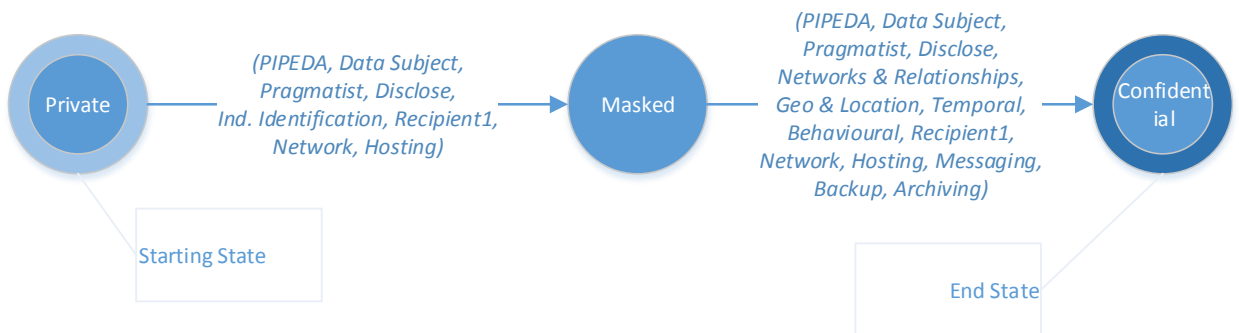 Private
(PIPEDA, Data Subject,
Pragmatist, Disclose,
Ind. Identification, Recipient1,
Network, Hosting)
Masked
(PIPEDA, Data Subject,
Pragmatist, Disclose,
Networks & Relationships,
Geo & Location, Temporal,
Behavioural, Recipient1,
Network, Hosting, Messaging,
Backup, Archiving)
Confident
ial
Starting State
End State